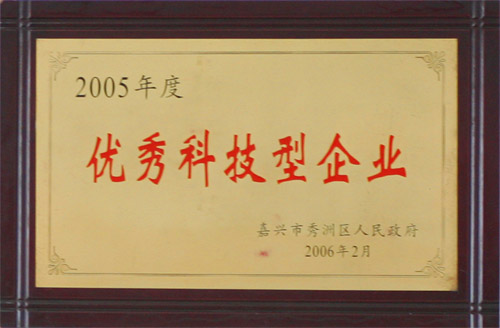 2005年度
优秀科技型企业
嘉兴市秀洲区人民政府
2006年2月